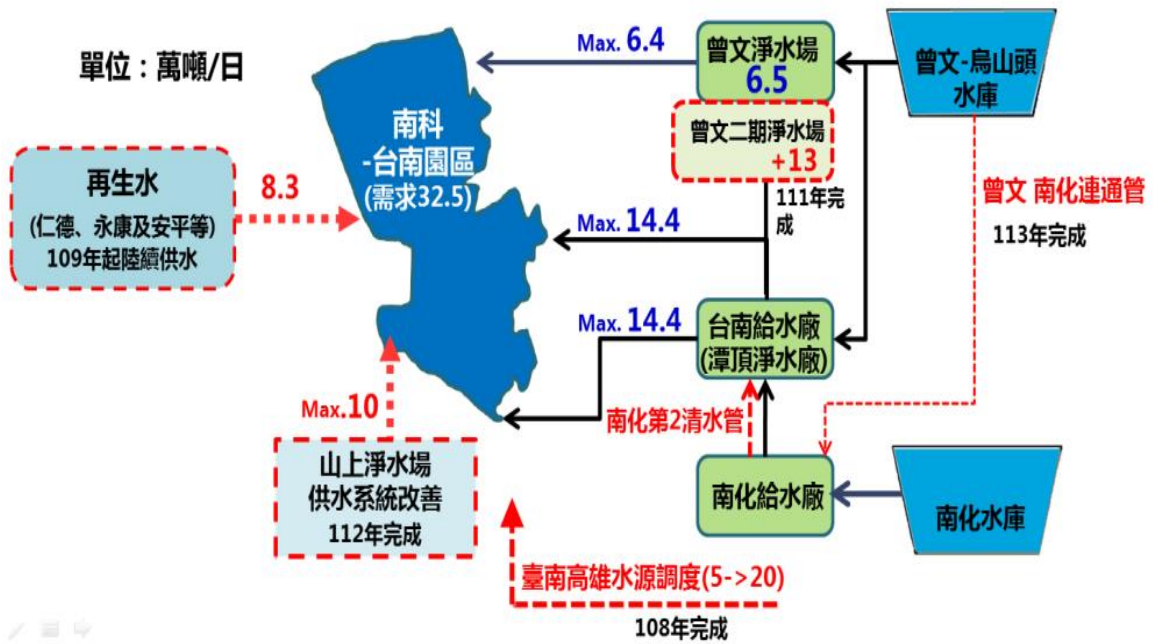 單位：萬噸/日
Max. 6.4
曾文淨水場
6.5
曾文-烏山頭
水庫
南科
-台南園區
(需求32.5)
曾文二期淨水場
+13
再生水
(仁德、永康及安平等)
109年起陸續供水
8.3
111年完
成
曾文 南化連通管
113年完成
Max. 14.4
Max. 14.4
台南給水廠
(潭頂淨水廠)
Max.10
南化第2清水管
山上淨水場
供水系統改善
112年完成
南化給水廠
南化水庫
臺南高雄水源調度(5->20)
108年完成